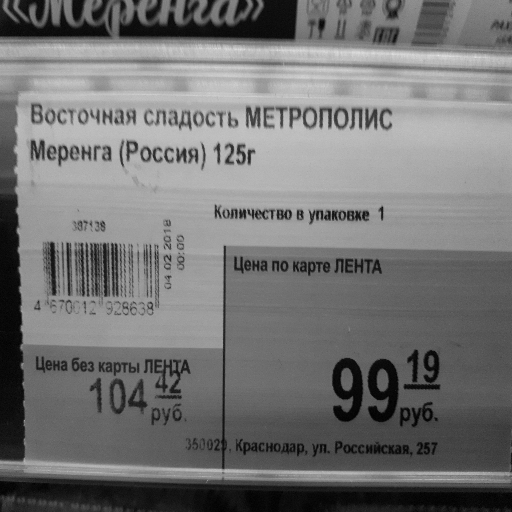 «Меренга»
Восточная сладость МЕТРОПОЛИС
Меренга (Россия) 125г
Количество в упаковке 1
387138
04.02.2018
00:00
4 670012 928638
Цена по карте ЛЕНТА
99 19
руб.
Цена без карты ЛЕНТА
104 42
руб.
350029, Краснодар, ул. Российская, 257